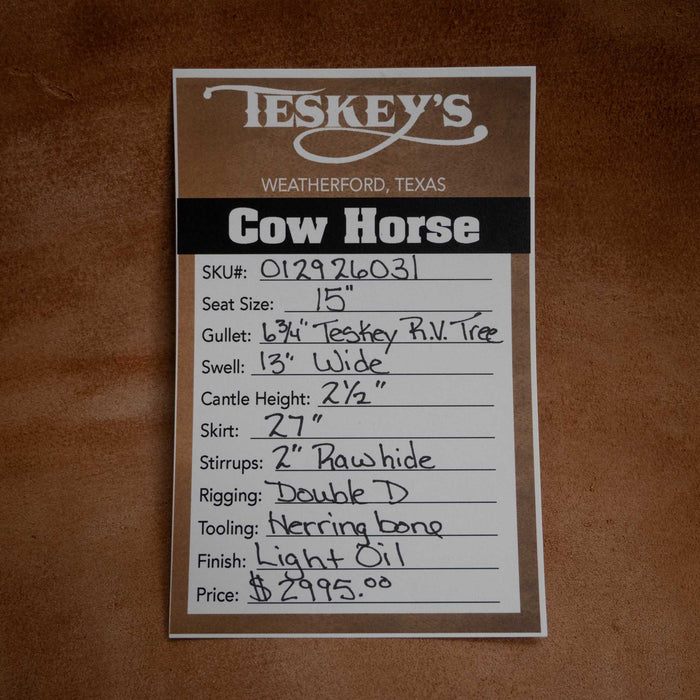 TESKEY'S
WEATHERFORD, TEXAS
Cow Horse
SKU#: 012926031
Seat Size: 15"
Gullet: 6 3/4" Teskey R.V. Tree
Swell: 13" Wide
Cantle Height: 2 1/2"
Skirt: 27"
Stirrups: 2" Rawhide
Rigging: Double D
Tooling: Herringbone
Finish: Light Oil
Price: $2995.00